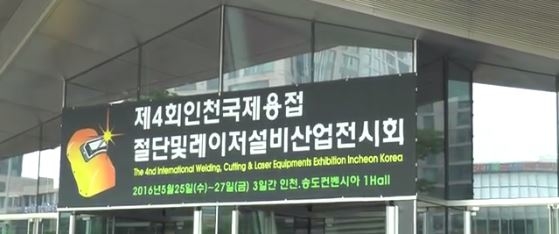 제4회인천국제용접
절단및레이저설비산업전시회
The 4nd International Welding, Cutting & Laser Equipments Exhibition Incheon Korea
2016년5월25일(수)~27일(금) 3일간 인천.송도컨벤시아 1Hall